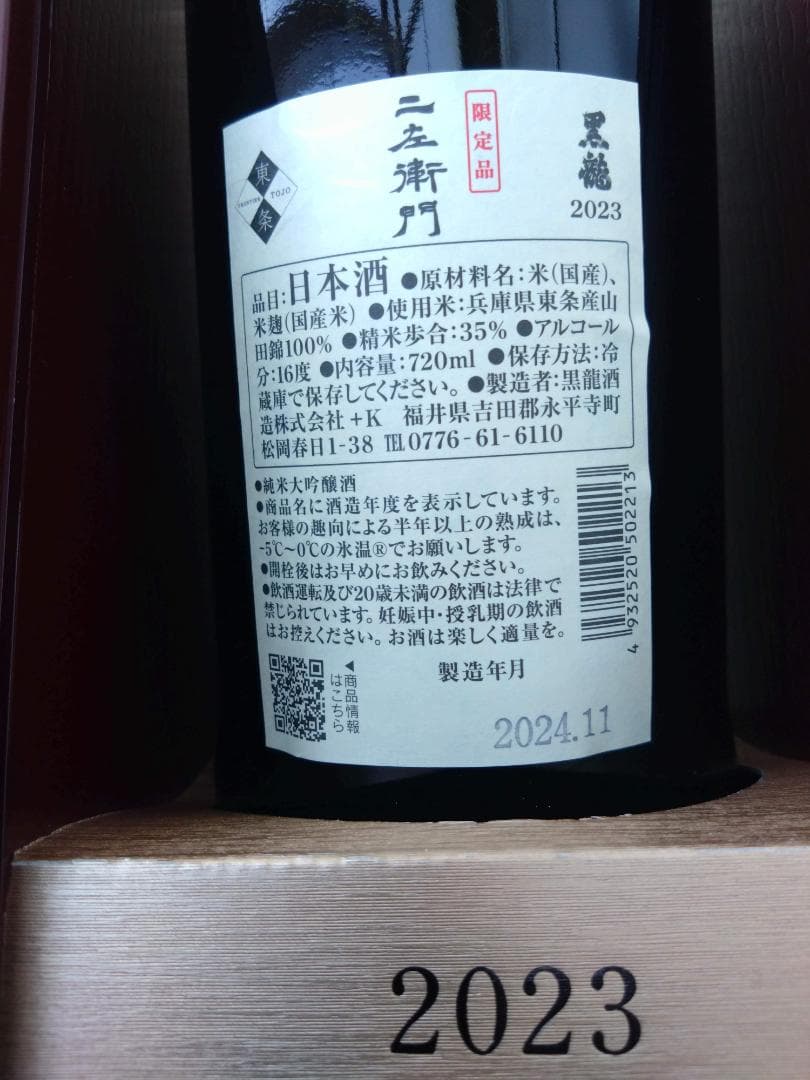 黒龍
2023
限定品
二左衛門
東条
FRONTIER TOJO
品目:日本酒 ●原材料名:米(国産)、
米麹(国産米) ●使用米:兵庫県東条産山
田錦100% ●精米歩合:35% ●アルコール
分:16度 ●内容量:720ml ●保存方法:冷
蔵庫で保存してください。●製造者:黒龍酒
造株式会社+K 福井県吉田郡永平寺町
松岡春日1-38 ℡0776-61-6110
●純米大吟醸酒
●商品名に酒造年度を表示しています。
お客様の趣向による半年以上の熟成は、
-5℃〜0℃の氷温®でお願いします。
●開栓後はお早めにお飲みください。
●飲酒運転及び20歳未満の飲酒は法律で
禁じられています。妊娠中・授乳期の飲酒
はお控えください。お酒は楽しく適量を。
4 932520 502213
◀商品情報
はこちら
製造年月
2024.11
2023